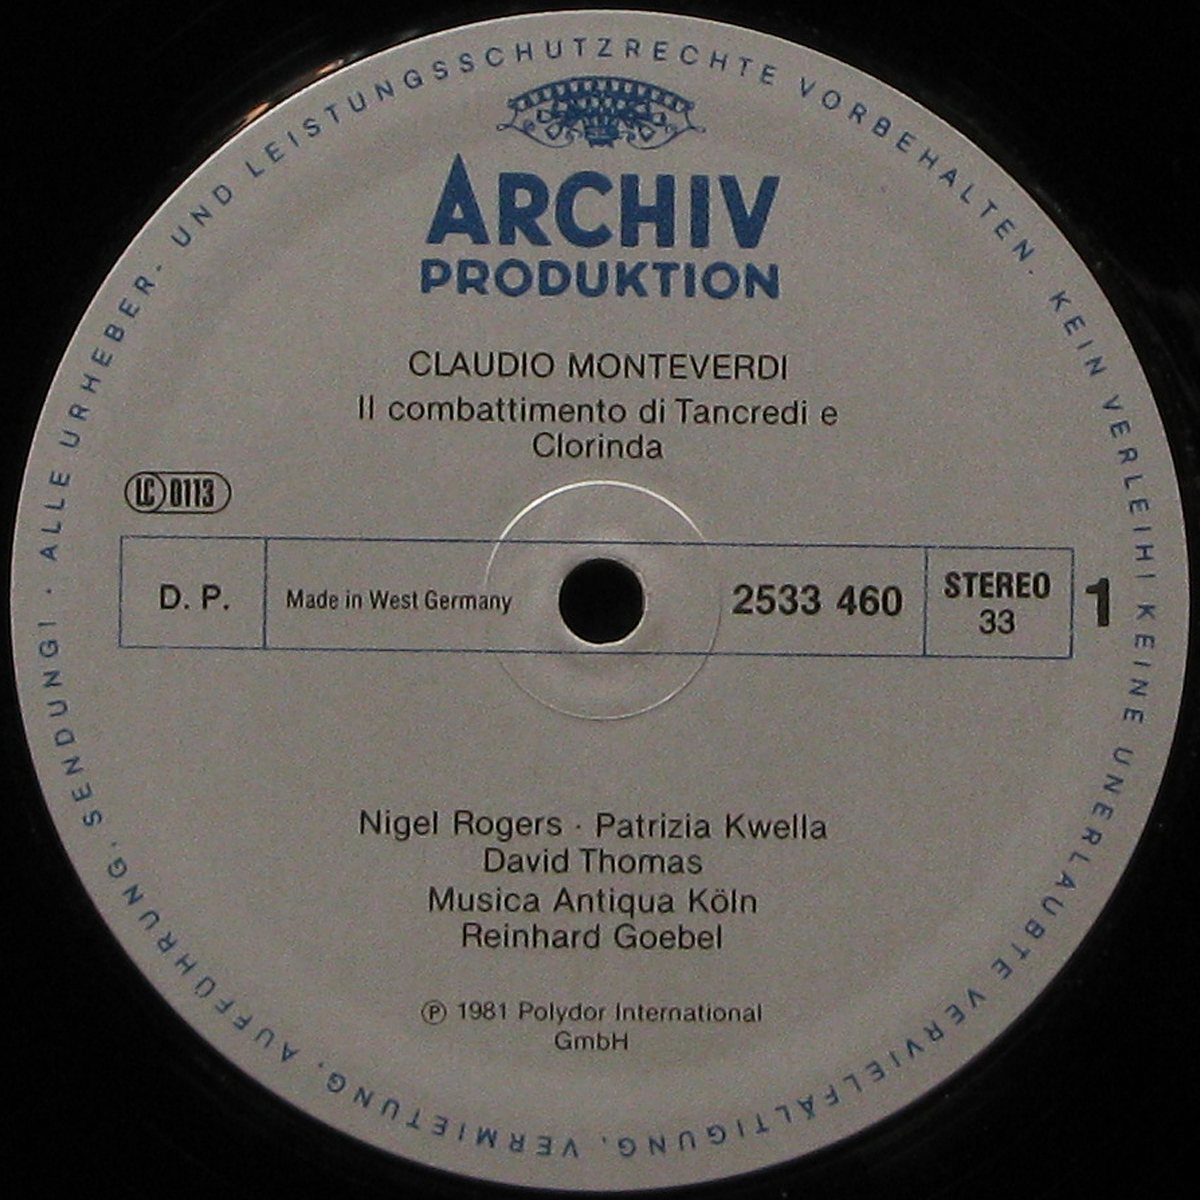 ALLE URHEBER- UND LEISTUNGSSCHUTZRECHTE VORBEHALTEN. KEIN VERLEIH! KEINE UNERLAUBTE VERVIELFÄLTIGUNG, VERMIETUNG, AUFFÜHRUNG, SENDUNG! ·
ARCHIV
PRODUKTION
CLAUDIO MONTEVERDI
Il combattimento di Tancredi e
Clorinda
LC 0113
D. P. Made in West Germany 2533 460 STEREO 33 1
Nigel Rogers · Patrizia Kwella
David Thomas
Musica Antiqua Köln
Reinhard Goebel
Ⓟ 1981 Polydor International
GmbH